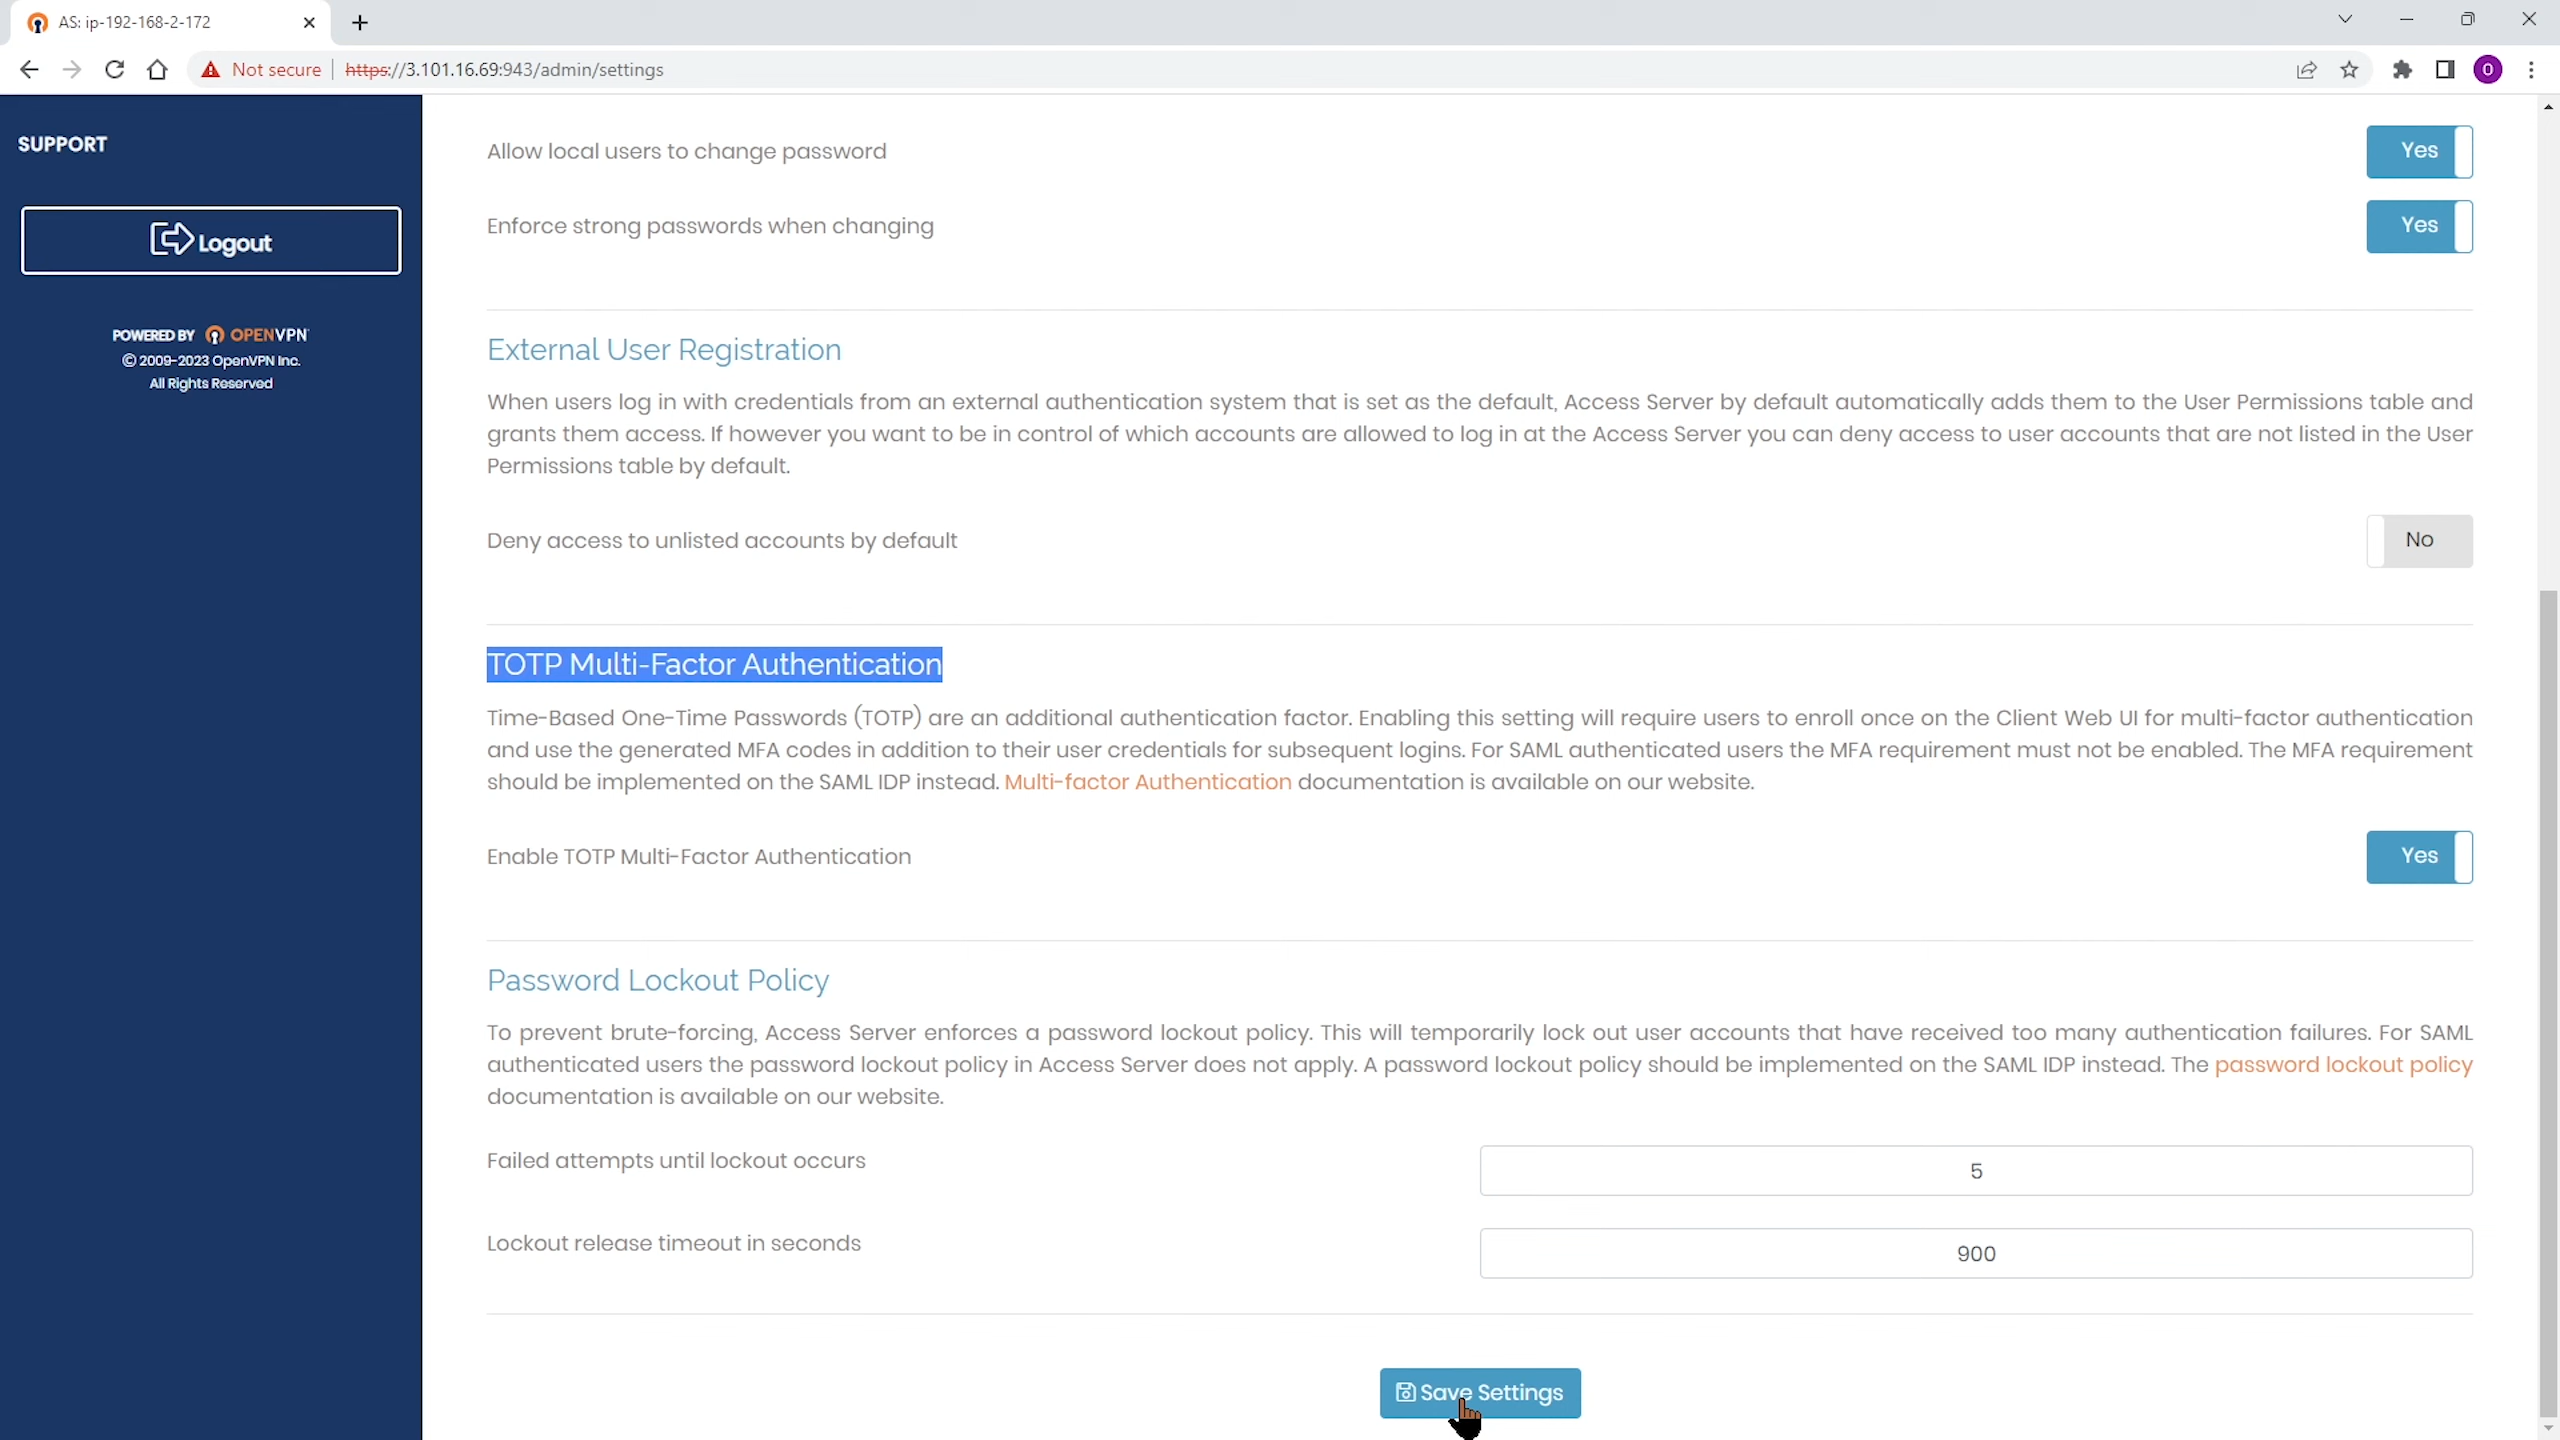 AS: ip-192-168-2-172
Not secure
https://3.101.16.69:943/admin/settings
O
SUPPORT
Logout
POWERED BY OPENVPN
© 2009-2023 OpenVPN Inc.
All Rights Reserved
Allow local users to change password
Yes
Enforce strong passwords when changing
Yes
External User Registration
When users log in with credentials from an external authentication system that is set as the default, Access Server by default automatically adds them to the User Permissions table and
grants them access. If however you want to be in control of which accounts are allowed to log in at the Access Server you can deny access to user accounts that are not listed in the User
Permissions table by default.
Deny access to unlisted accounts by default
No
TOTP Multi-Factor Authentication
Time-Based One-Time Passwords (TOTP) are an additional authentication factor. Enabling this setting will require users to enroll once on the Client Web UI for multi-factor authentication
and use the generated MFA codes in addition to their user credentials for subsequent logins. For SAML authenticated users the MFA requirement must not be enabled. The MFA requirement
should be implemented on the SAML IDP instead. Multi-factor Authentication documentation is available on our website.
Enable TOTP Multi-Factor Authentication
Yes
Password Lockout Policy
To prevent brute-forcing, Access Server enforces a password lockout policy. This will temporarily lock out user accounts that have received too many authentication failures. For SAML
authenticated users the password lockout policy in Access Server does not apply. A password lockout policy should be implemented on the SAML IDP instead. The password lockout policy
documentation is available on our website.
Failed attempts until lockout occurs
5
Lockout release timeout in seconds
900
Save Settings